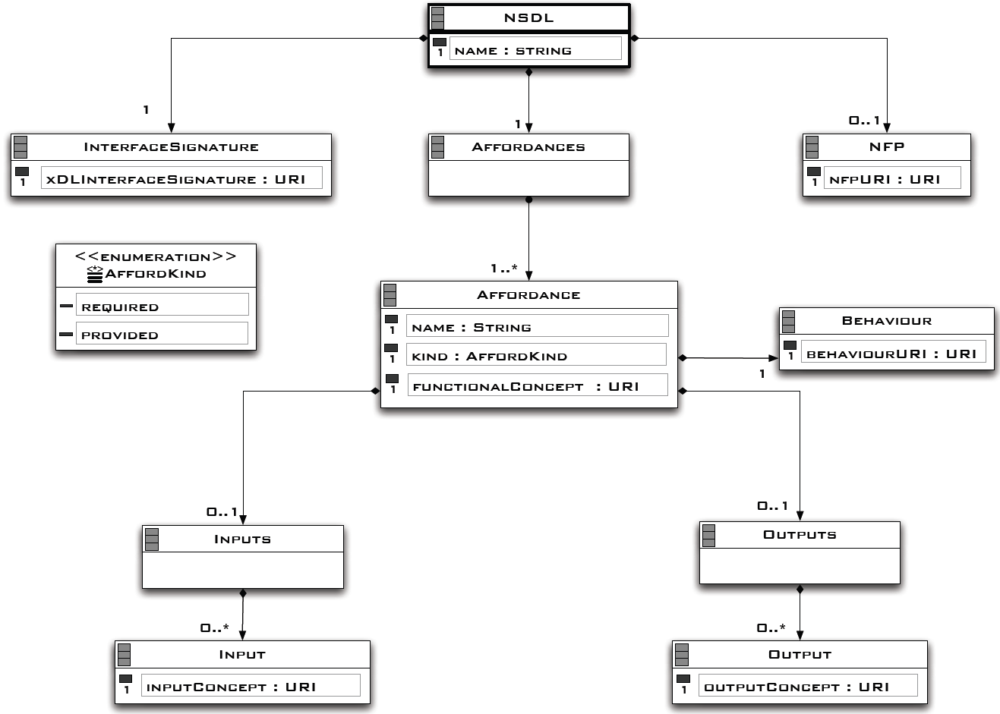 NSDL
1 NAME : STRING
1
1
0..1
INTERFACESIGNATURE
1 XDLINTERFACESIGNATURE : URI
AFFORDANCES
NFP
1 NFPURI : URI
<<ENUMERATION>>
<*> AFFORDKIND
REQUIRED
PROVIDED
1..*
AFFORDANCE
1 NAME : STRING
1 KIND : AFFORDKIND
1 FUNCTIONALCONCEPT : URI
BEHAVIOUR
1 BEHAVIOURURI : URI
1
0..1
0..1
INPUTS
OUTPUTS
0..*
0..*
INPUT
1 INPUTCONCEPT : URI
OUTPUT
1 OUTPUTCONCEPT : URI